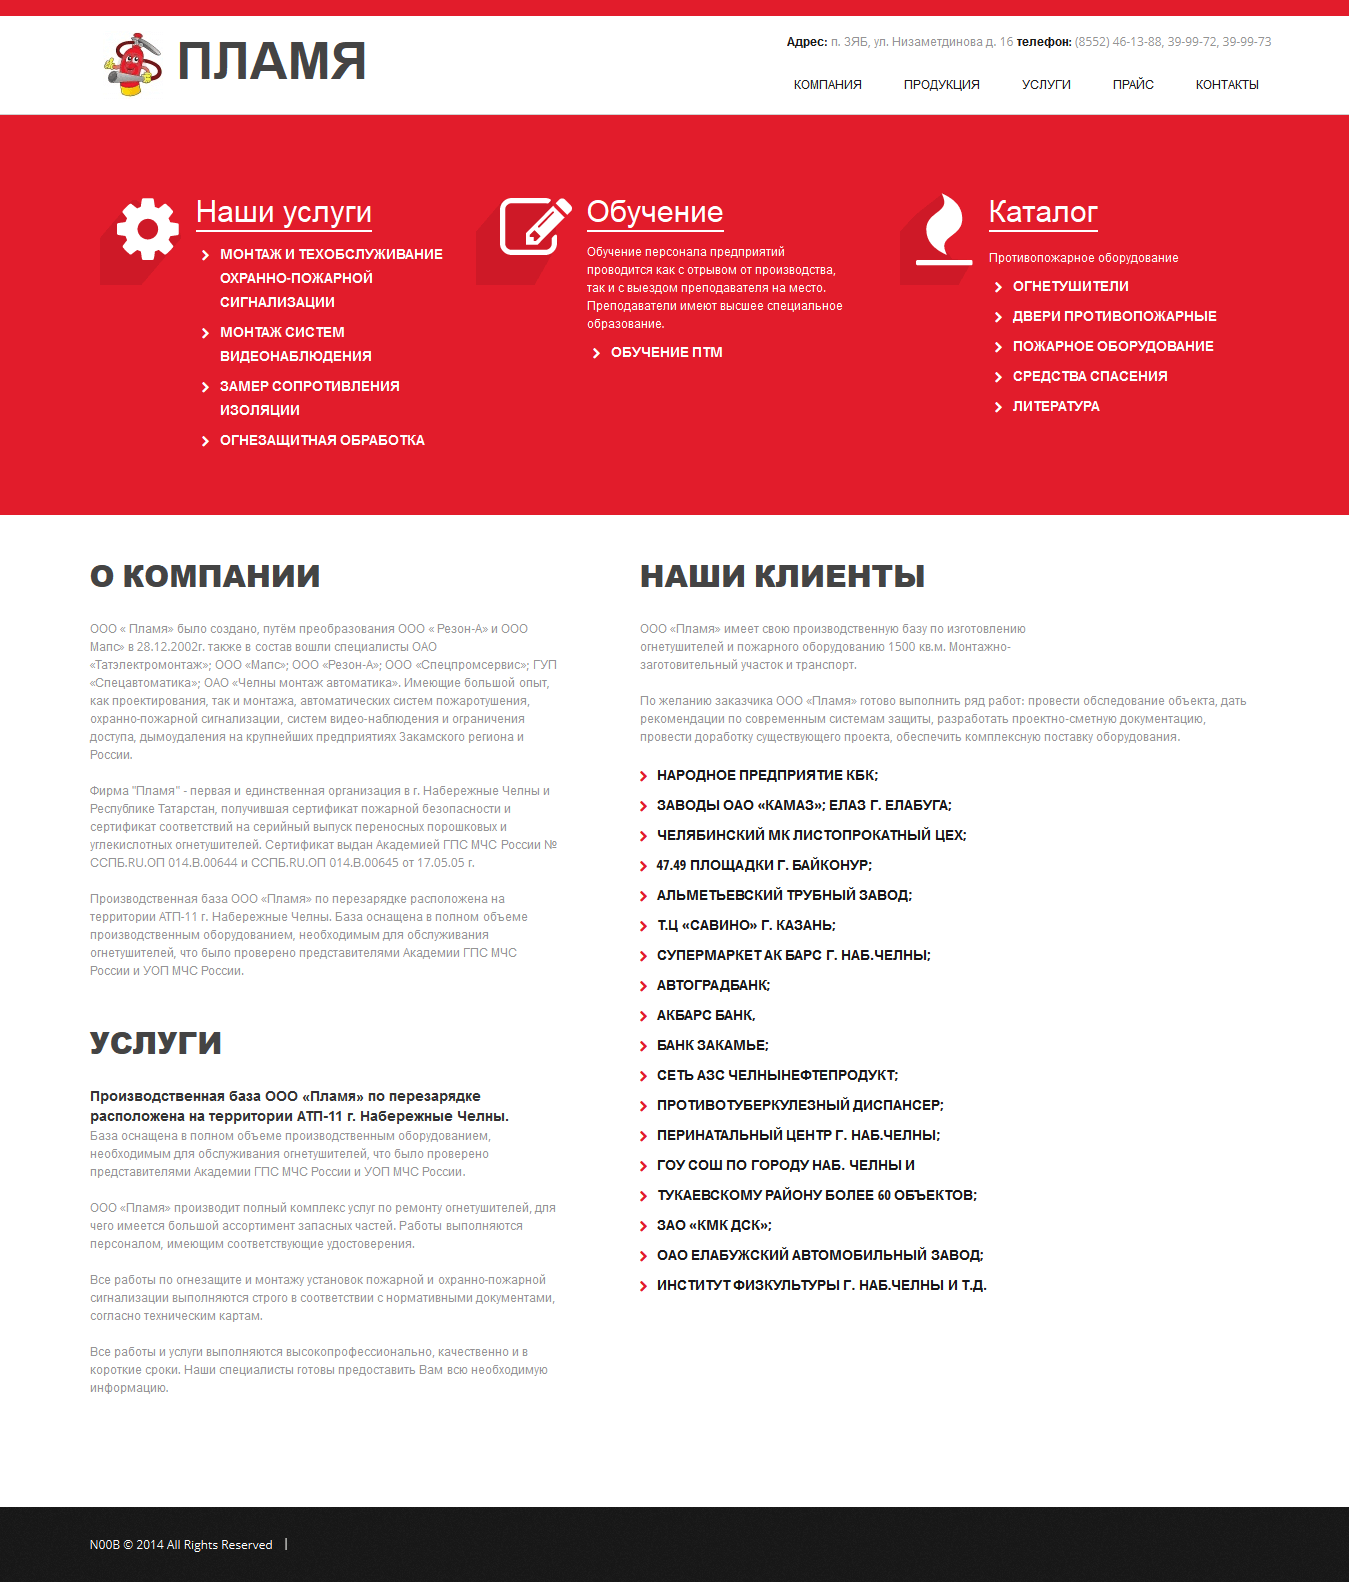 ПЛАМЯ
Адрес: п. ЗЯБ, ул. Низаметдинова д. 16 телефон: (8552) 46-13-88, 39-99-72, 39-99-73
КОМПАНИЯ ПРОДУКЦИЯ УСЛУГИ ПРАЙС КОНТАКТЫ
Наши услуги
МОНТАЖ И ТЕХОБСЛУЖИВАНИЕ
ОХРАННО-ПОЖАРНОЙ
СИГНАЛИЗАЦИИ
МОНТАЖ СИСТЕМ
ВИДЕОНАБЛЮДЕНИЯ
ЗАМЕР СОПРОТИВЛЕНИЯ
ИЗОЛЯЦИИ
ОГНЕЗАЩИТНАЯ ОБРАБОТКА
Обучение
Обучение персонала предприятий
проводится как с отрывом от производства,
так и с выездом преподавателя на место.
Преподаватели имеют высшее специальное
образование.
ОБУЧЕНИЕ ПТМ
Каталог
Противопожарное оборудование
ОГНЕТУШИТЕЛИ
ДВЕРИ ПРОТИВОПОЖАРНЫЕ
ПОЖАРНОЕ ОБОРУДОВАНИЕ
СРЕДСТВА СПАСЕНИЯ
ЛИТЕРАТУРА
О КОМПАНИИ
ООО « Пламя» было создано, путём преобразования ООО « Резон-А» и ООО
Мапс» в 28.12.2002г. также в состав вошли специалисты ОАО
«Татэлектромонтаж»; ООО «Мапс»; ООО «Резон-А»; ООО «Спецпромсервис»; ГУП
«Спецавтоматика»; ОАО «Челны монтаж автоматика». Имеющие большой опыт,
как проектирования, так и монтажа, автоматических систем пожаротушения,
охранно-пожарной сигнализации, систем видео-наблюдения и ограничения
доступа, дымоудаления на крупнейших предприятиях Закамского региона и
России.
Фирма "Пламя" - первая и единственная организация в г. Набережные Челны и
Республике Татарстан, получившая сертификат пожарной безопасности и
сертификат соответствий на серийный выпуск переносных порошковых и
углекислотных огнетушителей. Сертификат выдан Академией ГПС МЧС России №
ССПБ.RU.ОП 014.В.00644 и ССПБ.RU.ОП 014.В.00645 от 17.05.05 г.
Производственная база ООО «Пламя» по перезарядке расположена на
территории АТП-11 г. Набережные Челны. База оснащена в полном объеме
производственным оборудованием, необходимым для обслуживания
огнетушителей, что было проверено представителями Академии ГПС МЧС
России и УОП МЧС России.
УСЛУГИ
Производственная база ООО «Пламя» по перезарядке
расположена на территории АТП-11 г. Набережные Челны.
База оснащена в полном объеме производственным оборудованием,
необходимым для обслуживания огнетушителей, что было проверено
представителями Академии ГПС МЧС России и УОП МЧС России.
ООО «Пламя» производит полный комплекс услуг по ремонту огнетушителей, для
чего имеется большой ассортимент запасных частей. Работы выполняются
персоналом, имеющим соответствующие удостоверения.
Все работы по огнезащите и монтажу установок пожарной и охранно-пожарной
сигнализации выполняются строго в соответствии с нормативными документами,
согласно техническим картам.
Все работы и услуги выполняются высокопрофессионально, качественно и в
короткие сроки. Наши специалисты готовы предоставить Вам всю необходимую
информацию.
НАШИ КЛИЕНТЫ
ООО «Пламя» имеет свою производственную базу по изготовлению
огнетушителей и пожарного оборудованию 1500 кв.м. Монтажно-
заготовительный участок и транспорт.
По желанию заказчика ООО «Пламя» готово выполнить ряд работ: провести обследование объекта, дать
рекомендации по современным системам защиты, разработать проектно-сметную документацию,
провести доработку существующего проекта, обеспечить комплексную поставку оборудования.
НАРОДНОЕ ПРЕДПРИЯТИЕ КБК;
ЗАВОДЫ ОАО «КАМАЗ»; ЕЛАЗ Г. ЕЛАБУГА;
ЧЕЛЯБИНСКИЙ МК ЛИСТОПРОКАТНЫЙ ЦЕХ;
47.49 ПЛОЩАДКИ Г. БАЙКОНУР;
АЛЬМЕТЬЕВСКИЙ ТРУБНЫЙ ЗАВОД;
Т.Ц «САВИНО» Г. КАЗАНЬ;
СУПЕРМАРКЕТ АК БАРС Г. НАБ.ЧЕЛНЫ;
АВТОГРАДБАНК;
АКБАРС БАНК,
БАНК ЗАКАМЬЕ;
СЕТЬ АЗС ЧЕЛНЫНЕФТЕПРОДУКТ;
ПРОТИВОТУБЕРКУЛЕЗНЫЙ ДИСПАНСЕР;
ПЕРИНАТАЛЬНЫЙ ЦЕНТР Г. НАБ.ЧЕЛНЫ;
ГОУ СОШ ПО ГОРОДУ НАБ. ЧЕЛНЫ И
ТУКАЕВСКОМУ РАЙОНУ БОЛЕЕ 60 ОБЪЕКТОВ;
ЗАО «КМК ДСК»;
ОАО ЕЛАБУЖСКИЙ АВТОМОБИЛЬНЫЙ ЗАВОД;
ИНСТИТУТ ФИЗКУЛЬТУРЫ Г. НАБ.ЧЕЛНЫ И Т.Д.
N00B © 2014 All Rights Reserved |